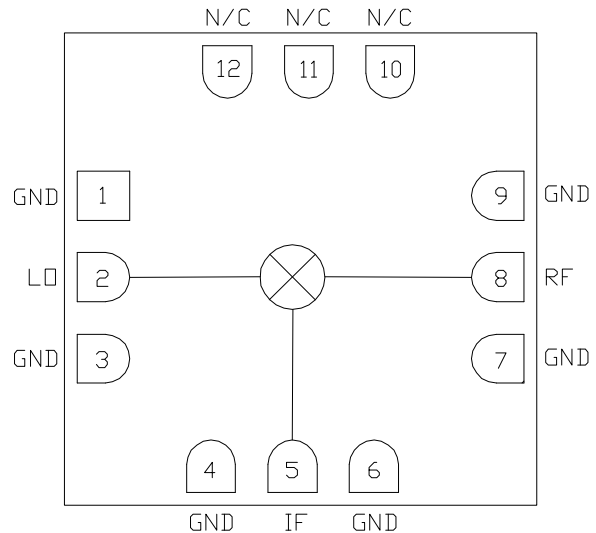 N/C N/C N/C
12 11 10
GND 1 9 GND
LO 2 8 RF
GND 3 7 GND
4 5 6
GND IF GND